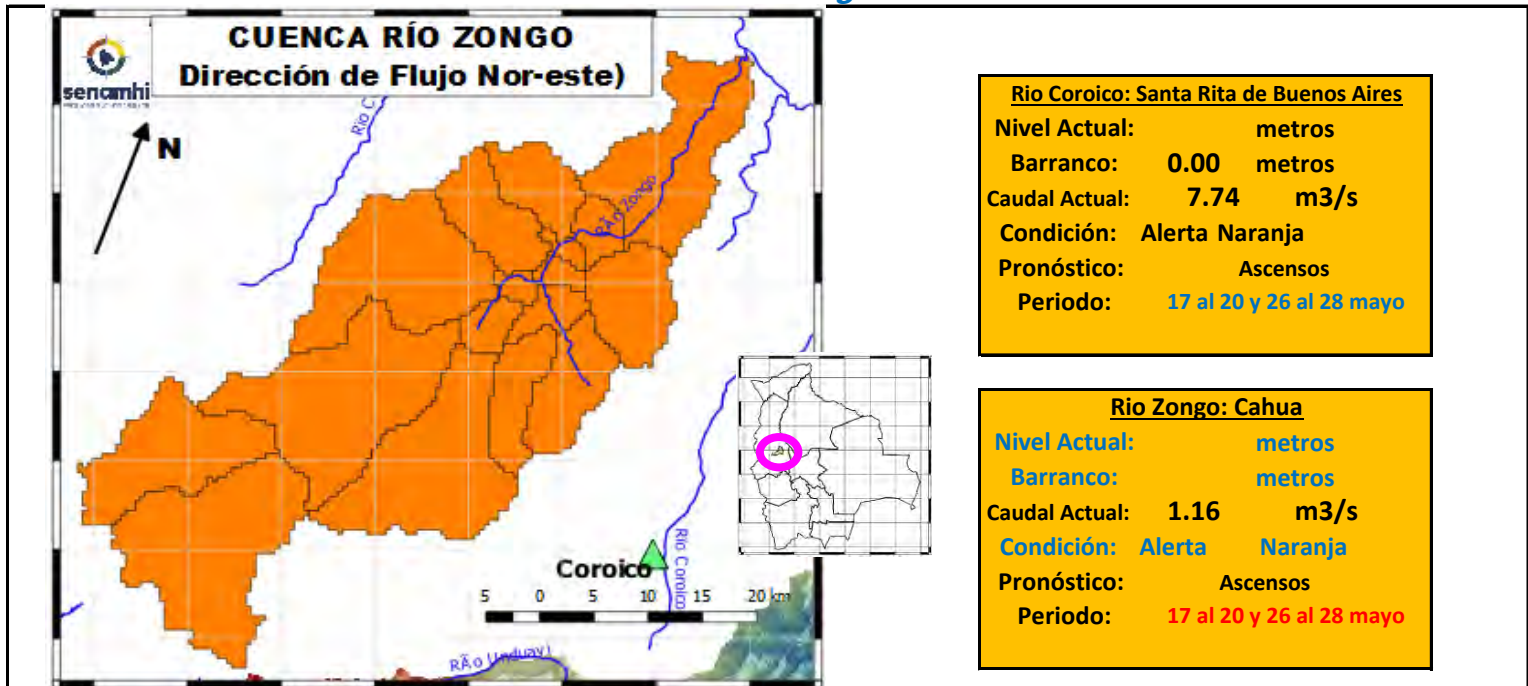 CUENCA RÍO ZONGO
Dirección de Flujo Nor-este)
senamhi
N
Río C
RÃo Zongo
Coroico
Río Coroico
5 0 5 10 15 20 km
RÃo Unduavi
Rio Coroico: Santa Rita de Buenos Aires
Nivel Actual: metros
Barranco: 0.00 metros
Caudal Actual: 7.74 m3/s
Condición: Alerta Naranja
Pronóstico: Ascensos
Periodo: 17 al 20 y 26 al 28 mayo
Rio Zongo: Cahua
Nivel Actual: metros
Barranco: metros
Caudal Actual: 1.16 m3/s
Condición: Alerta Naranja
Pronóstico: Ascensos
Periodo: 17 al 20 y 26 al 28 mayo